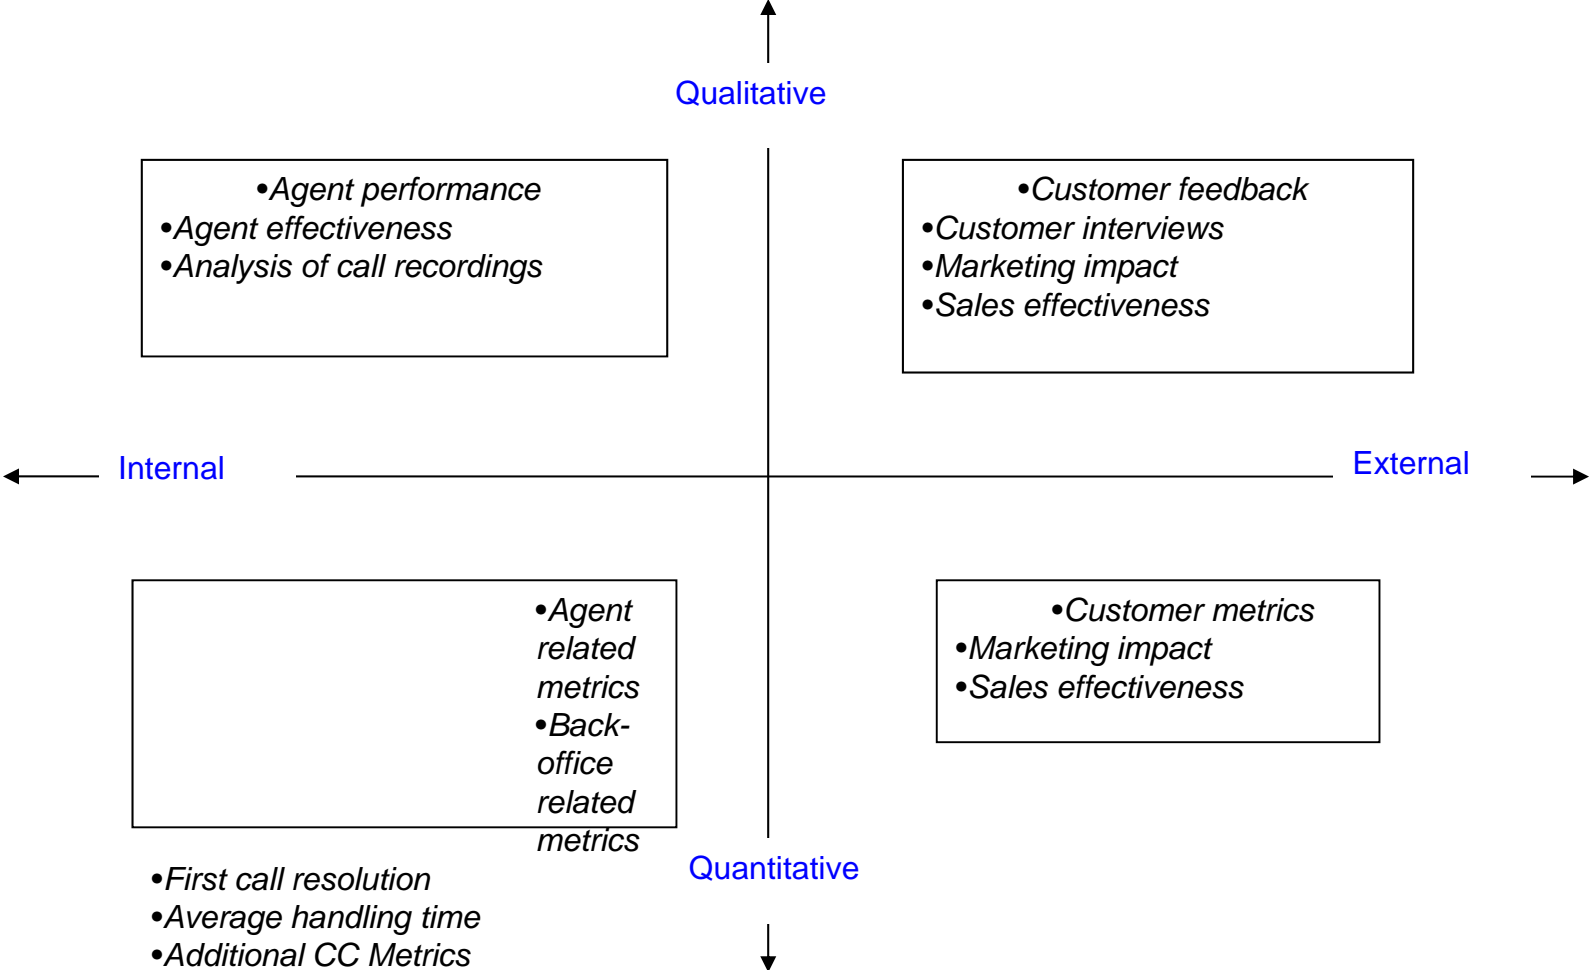 Qualitative
•Agent performance
•Agent effectiveness
•Analysis of call recordings
•Customer feedback
•Customer interviews
•Marketing impact
•Sales effectiveness
Internal
External
•Agent
related
metrics
•Back-
office
related
metrics
•First call resolution
•Average handling time
•Additional CC Metrics
•Customer metrics
•Marketing impact
•Sales effectiveness
Quantitative